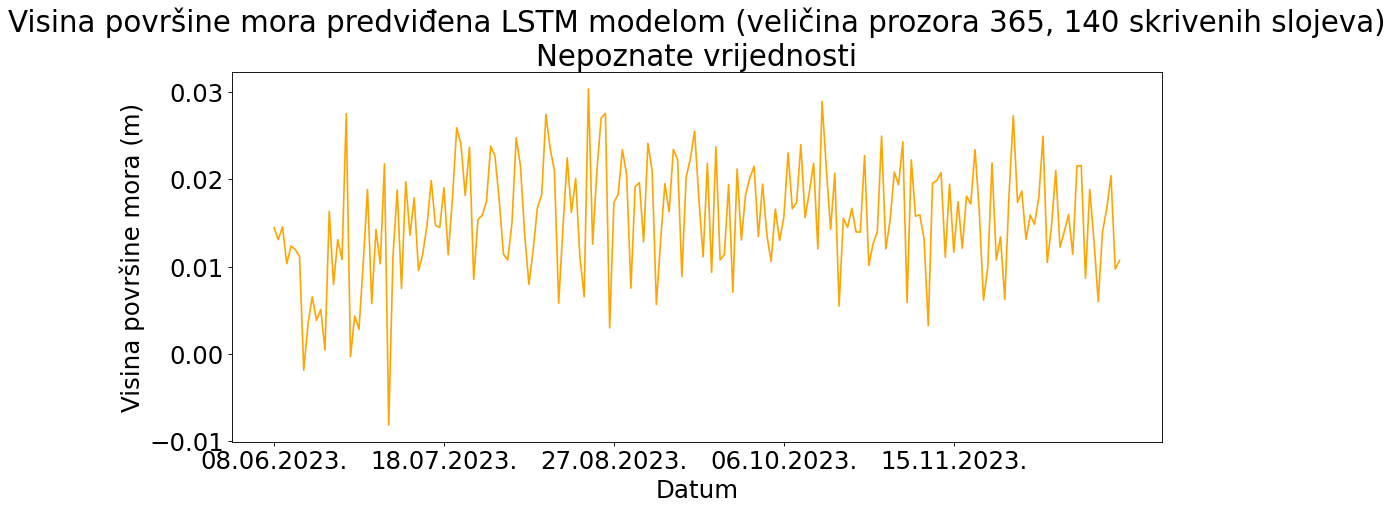 Visina površine mora predviđena LSTM modelom (veličina prozora 365, 140 skrivenih slojeva)
Nepoznate vrijednosti
Visina površine mora (m)
0.03
0.02
0.01
0.00
−0.01
08.06.2023. 18.07.2023. 27.08.2023. 06.10.2023. 15.11.2023.
Datum